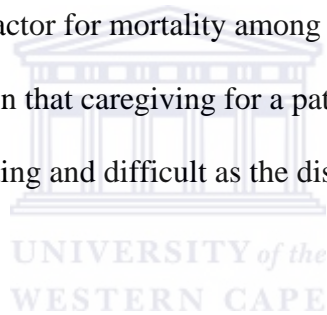 actor for mortality among
n that caregiving for a pat
ing and difficult as the dis
UNIVERSITY of the
WESTERN CAPE